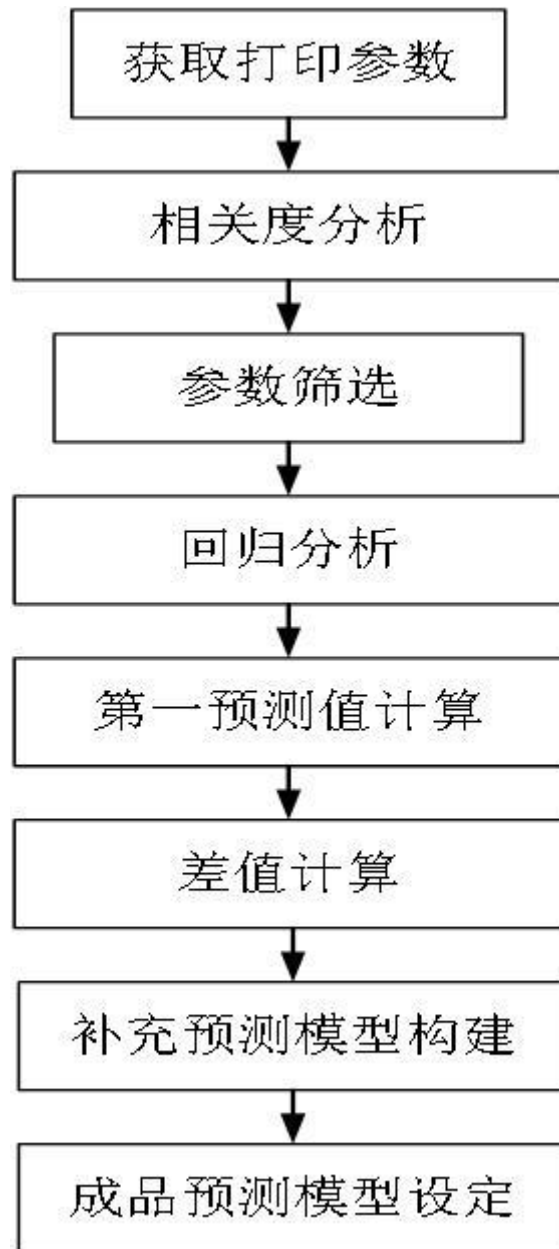 获取打印参数
相关度分析
参数筛选
回归分析
第一预测值计算
差值计算
补充预测模型构建
成品预测模型设定